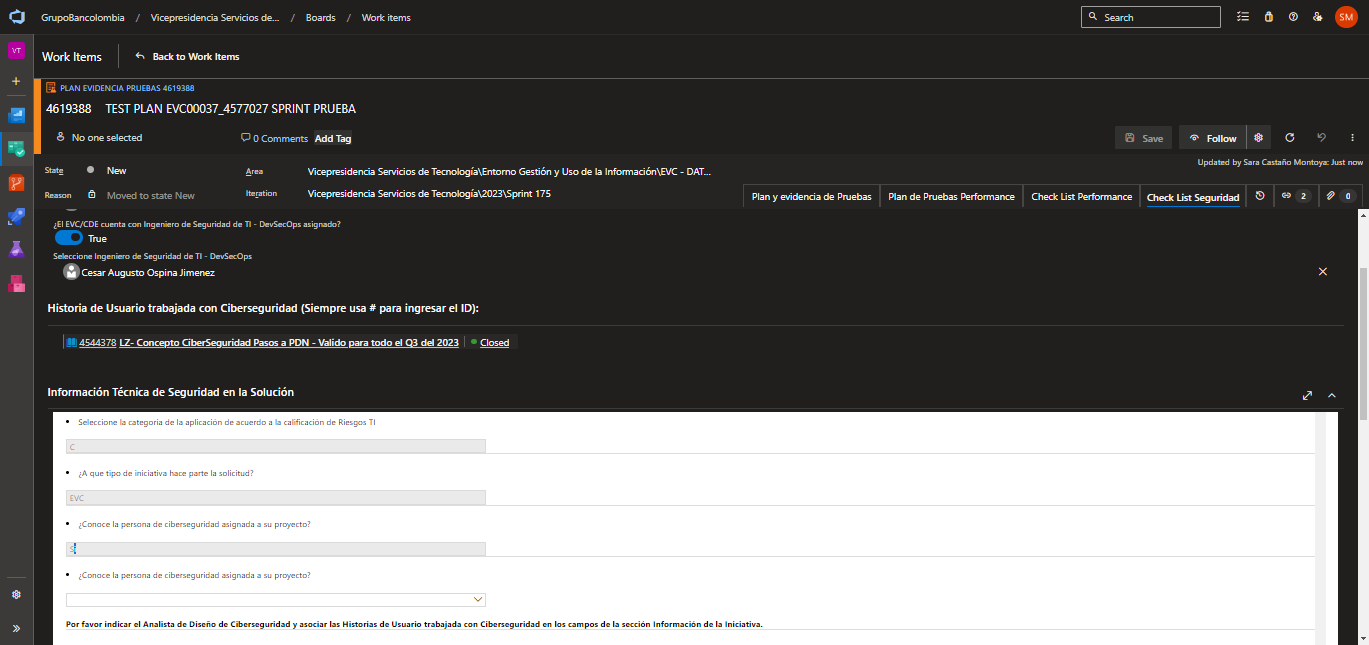 GrupoBancolombia / Vicepresidencia Servicios de... / Boards / Work items
Search
SM
VT
Work Items
Back to Work Items
PLAN EVIDENCIA PRUEBAS 4619388
4619388 TEST PLAN EVC00037_4577027 SPRINT PRUEBA
No one selected
0 Comments
Add Tag
Save
Follow
Updated by Sara Castaño Montoya: Just now
State
New
Area
Vicepresidencia Servicios de Tecnología\Entorno Gestión y Uso de la Información\EVC - DAT...
Reason
Moved to state New
Iteration
Vicepresidencia Servicios de Tecnología\2023\Sprint 175
Plan y evidencia de Pruebas
Plan de Pruebas Performance
Check List Performance
Check List Seguridad
2
0
¿El EVC/CDE cuenta con Ingeniero de Seguridad de TI - DevSecOps asignado?
True
Seleccione Ingeniero de Seguridad de TI - DevSecOps
Cesar Augusto Ospina Jimenez
Historia de Usuario trabajada con Ciberseguridad (Siempre usa # para ingresar el ID):
4544378 LZ- Concepto CiberSeguridad Pasos a PDN - Valido para todo el Q3 del 2023
Closed
Información Técnica de Seguridad en la Solución
Seleccione la categoria de la aplicación de acuerdo a la calificación de Riesgos TI
C
¿A que tipo de iniciativa hace parte la solicitud?
EVC
¿Conoce la persona de ciberseguridad asignada a su proyecto?
¿Conoce la persona de ciberseguridad asignada a su proyecto?
Por favor indicar el Analista de Diseño de Ciberseguridad y asociar las Historias de Usuario trabajada con Ciberseguridad en los campos de la sección Información de la Iniciativa.